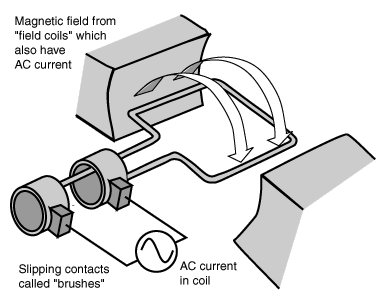 Magnetic field from
"field coils" which
also have
AC current
Slipping contacts
called "brushes"
AC current
in coil